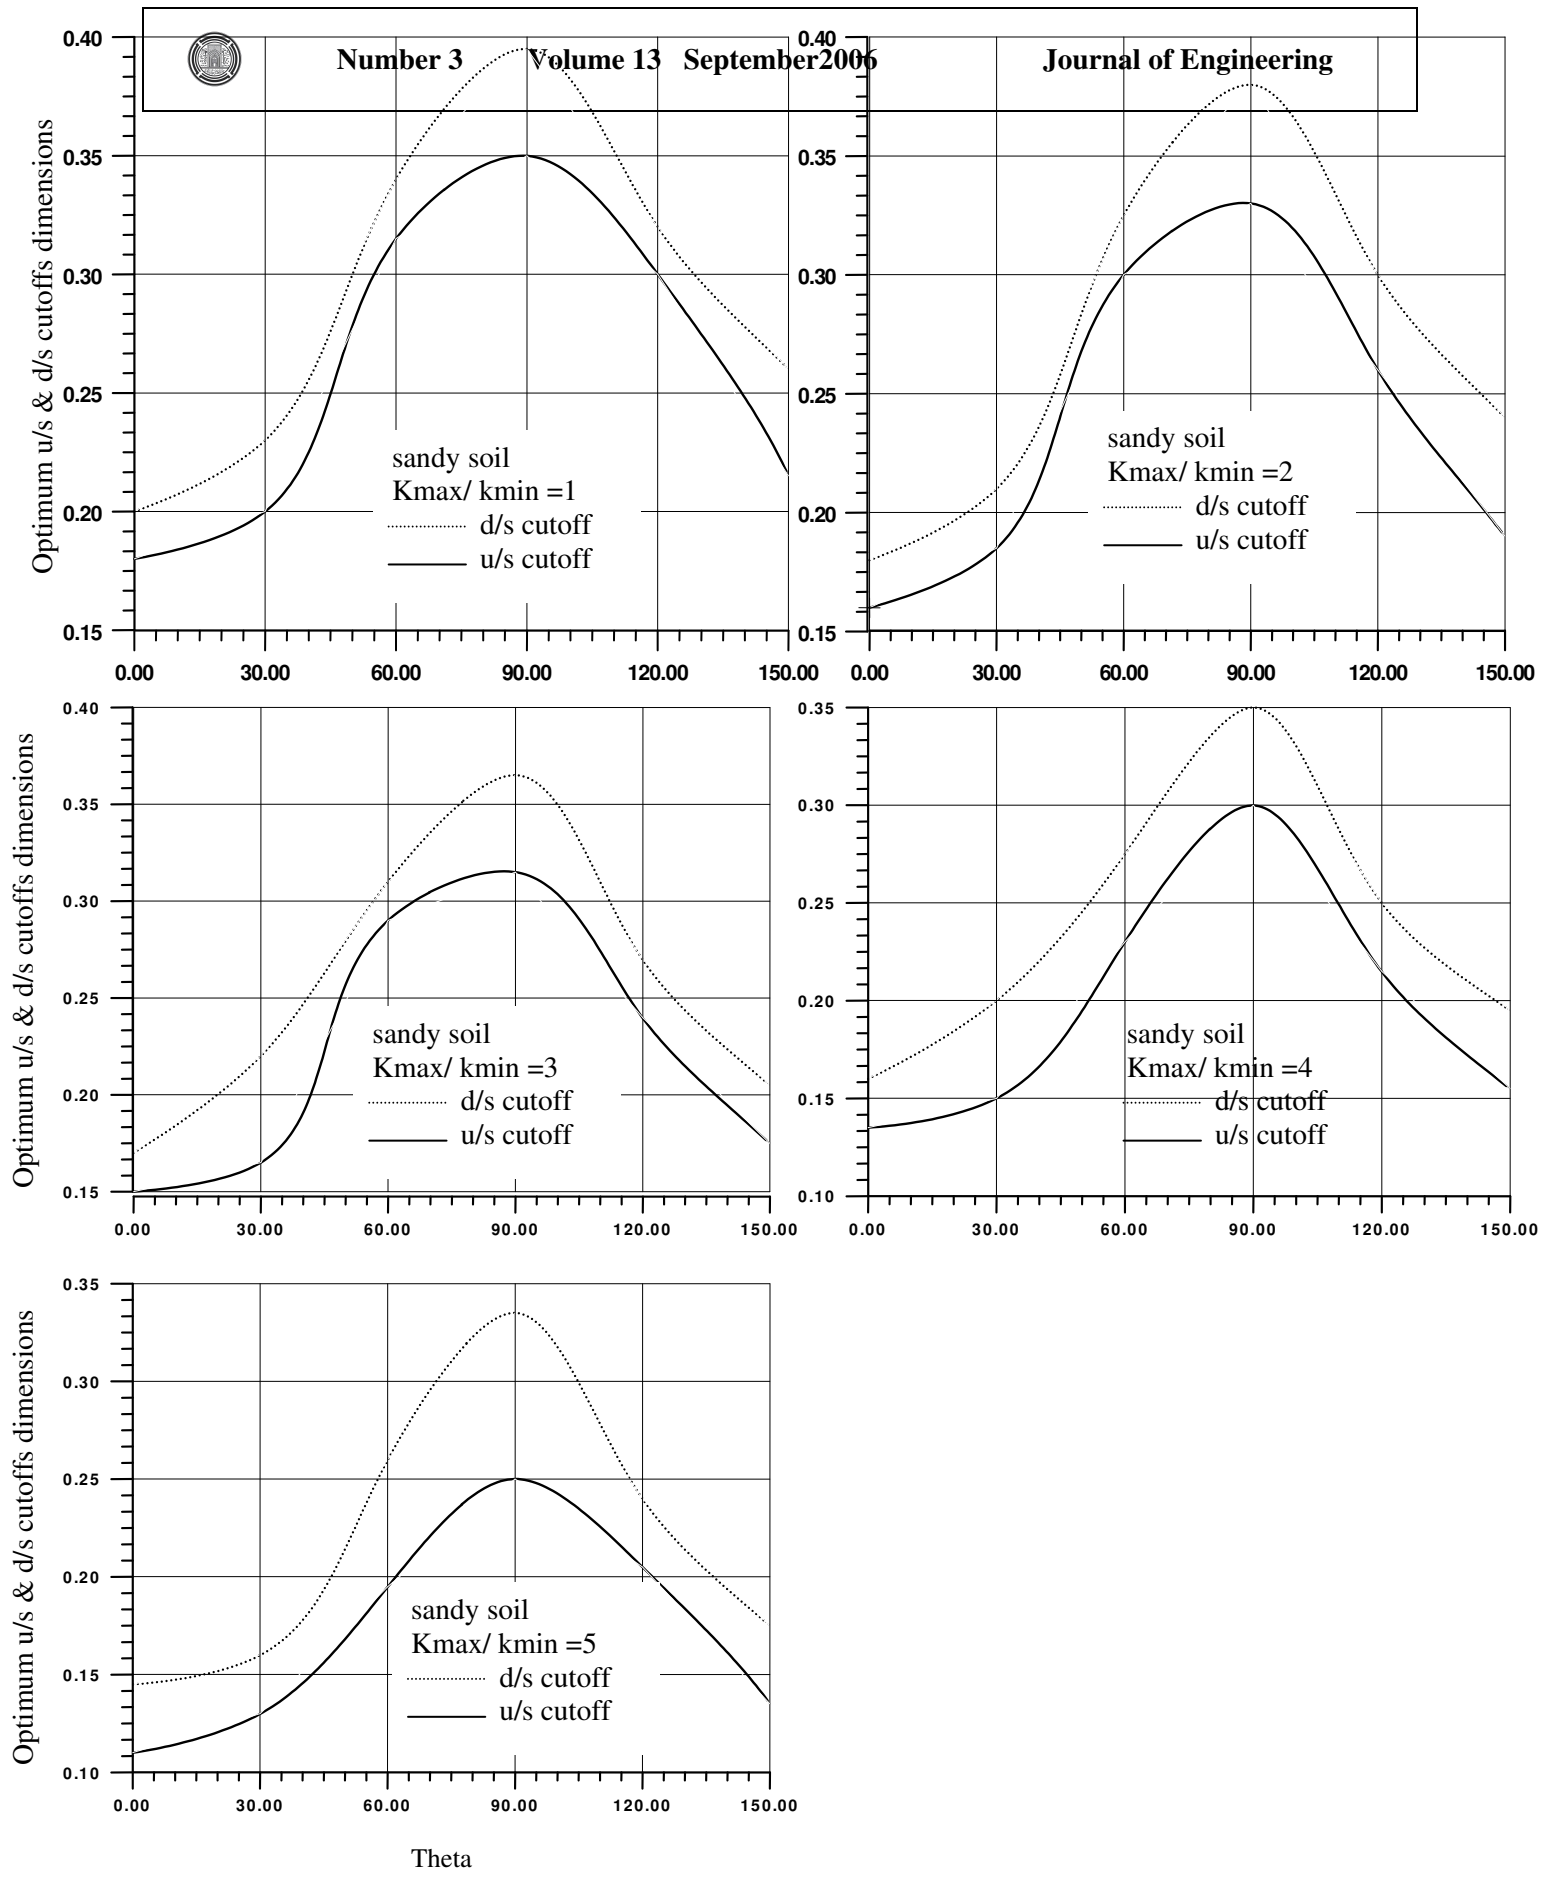 Number 3 Volume 13 September2006 Journal of Engineering
Optimum u/s & d/s cutoffs dimensions
0.40
0.35
0.30
0.25
0.20
0.15
0.00 30.00 60.00 90.00 120.00 150.00
sandy soil
Kmax/ kmin =1
d/s cutoff
u/s cutoff
0.40
0.35
0.30
0.25
0.20
0.15
0.00 30.00 60.00 90.00 120.00 150.00
sandy soil
Kmax/ kmin =2
d/s cutoff
u/s cutoff
Optimum u/s & d/s cutoffs dimensions
0.40
0.35
0.30
0.25
0.20
0.15
0.00 30.00 60.00 90.00 120.00 150.00
sandy soil
Kmax/ kmin =3
d/s cutoff
u/s cutoff
0.35
0.30
0.25
0.20
0.15
0.10
0.00 30.00 60.00 90.00 120.00 150.00
sandy soil
Kmax/ kmin =4
d/s cutoff
u/s cutoff
Optimum u/s & d/s cutoffs dimensions
0.35
0.30
0.25
0.20
0.15
0.10
0.00 30.00 60.00 90.00 120.00 150.00
sandy soil
Kmax/ kmin =5
d/s cutoff
u/s cutoff
Theta